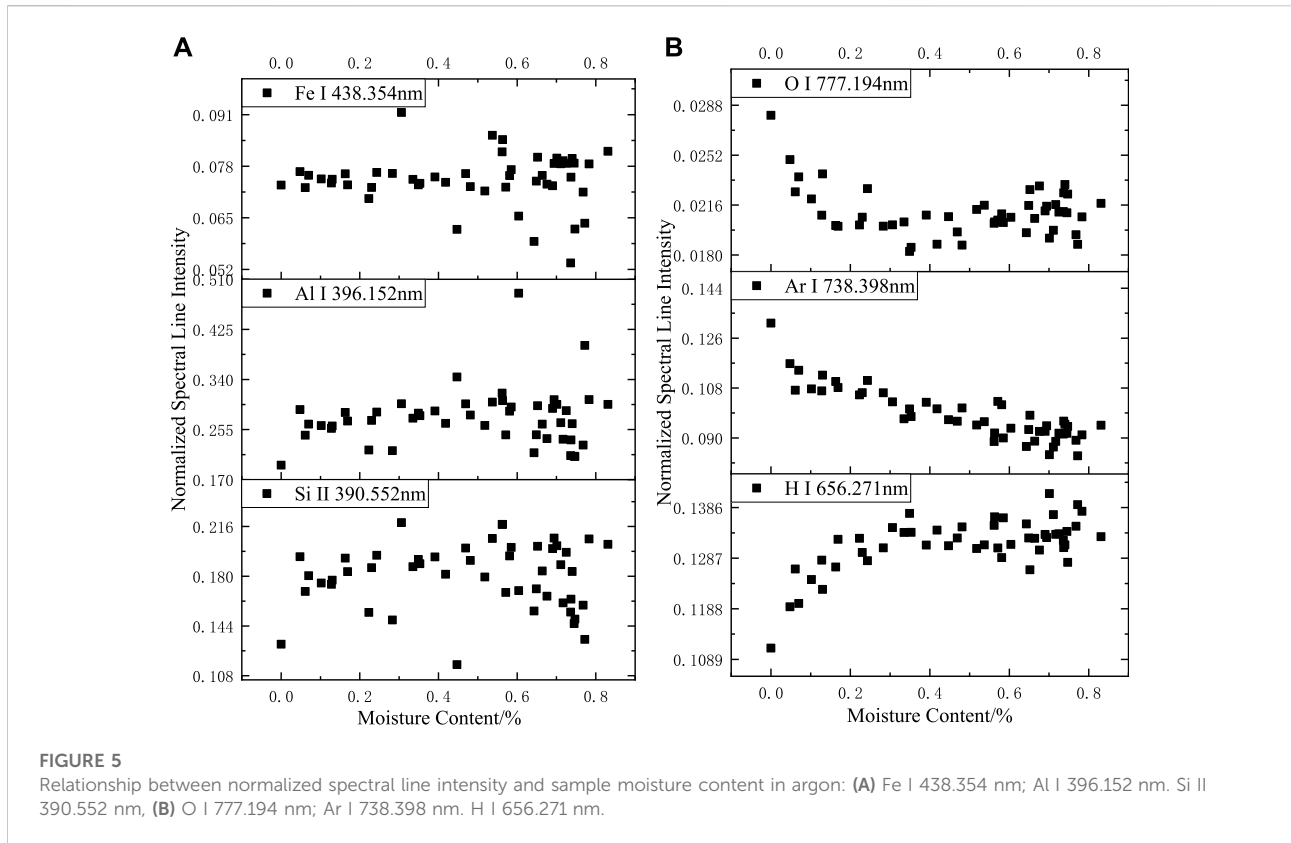 A
B
0.0 0.2 0.4 0.6 0.8
0.0 0.2 0.4 0.6 0.8
Fe I 438.354nm
0.091
0.078
0.065
0.052
Al I 396.152nm
0.510
0.425
0.340
0.255
0.170
Si II 390.552nm
0.216
0.180
0.144
0.108
Normalized Spectral Line Intensity
0.0 0.2 0.4 0.6 0.8
Moisture Content/%
O I 777.194nm
0.0288
0.0252
0.0216
0.0180
Ar I 738.398nm
0.144
0.126
0.108
0.090
H I 656.271nm
0.1386
0.1287
0.1188
0.1089
Normalized Spectral Line Intensity
0.0 0.2 0.4 0.6 0.8
Moisture Content/%
FIGURE 5
Relationship between normalized spectral line intensity and sample moisture content in argon: (A) Fe I 438.354 nm; Al I 396.152 nm. Si II
390.552 nm, (B) O I 777.194 nm; Ar I 738.398 nm. H I 656.271 nm.